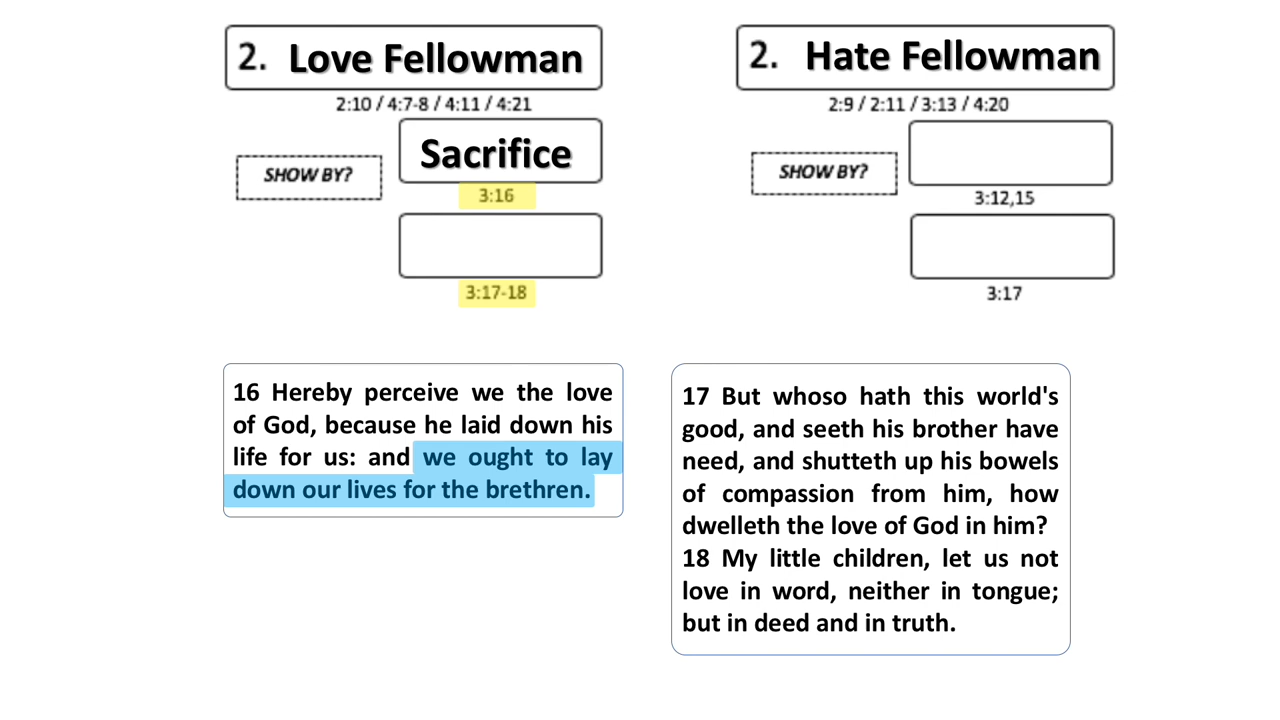 2. Love Fellowman
2:10 / 4:7-8 / 4:11 / 4:21
SHOW BY?
Sacrifice
3:16
3:17-18
2. Hate Fellowman
2:9 / 2:11 / 3:13 / 4:20
SHOW BY?
3:12,15
3:17
16 Hereby perceive we the love
of God, because he laid down his
life for us: and we ought to lay
down our lives for the brethren.
17 But whoso hath this world's
good, and seeth his brother have
need, and shutteth up his bowels
of compassion from him, how
dwelleth the love of God in him?
18 My little children, let us not
love in word, neither in tongue;
but in deed and in truth.